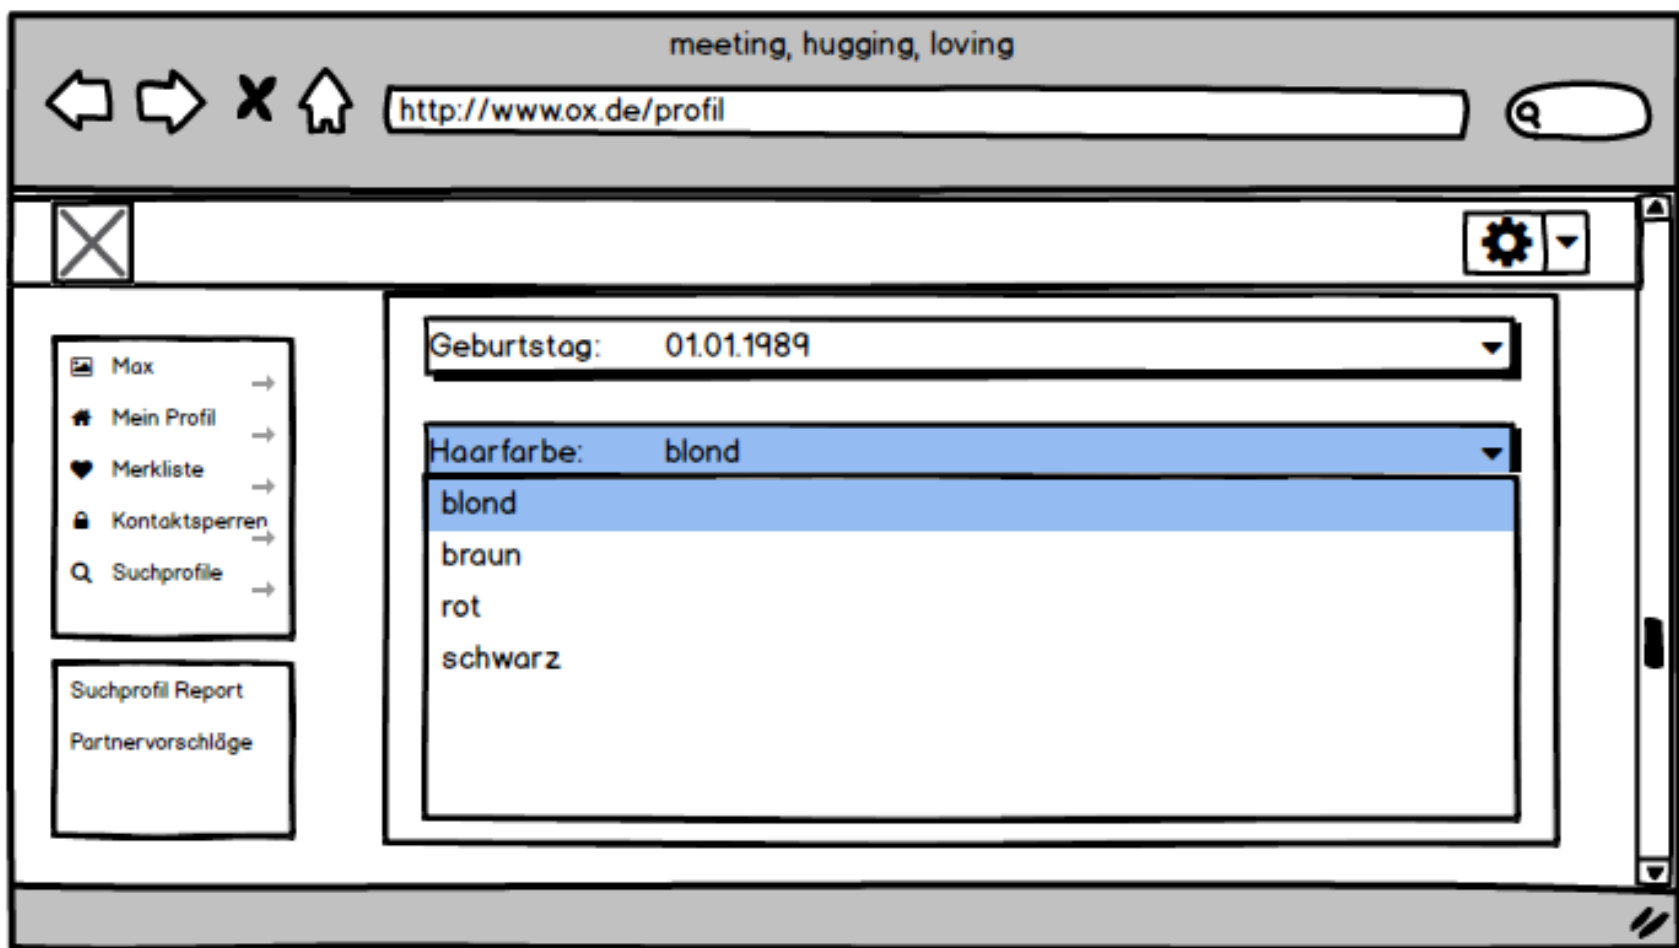 meeting, hugging, loving
http://www.ox.de/profil
Max
Mein Profil
Merkliste
Kontaktsperren
Suchprofile
Suchprofil Report
Partnervorschläge
Geburtstag: 01.01.1989
Haarfarbe: blond
blond
braun
rot
schwarz